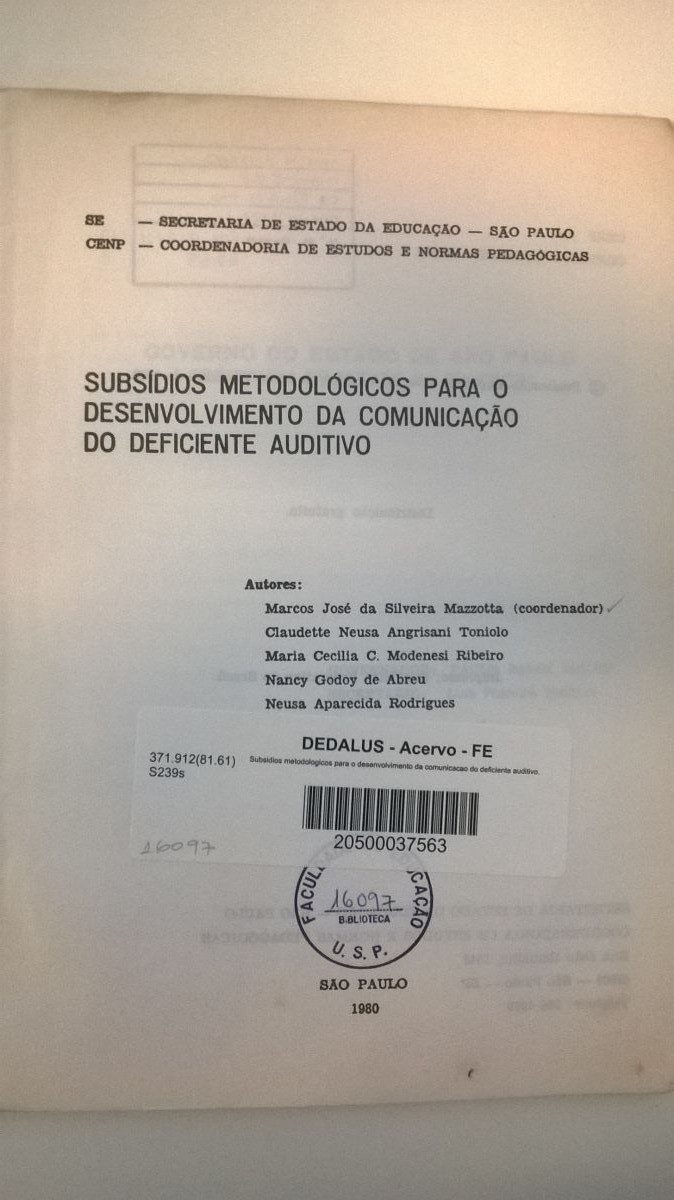 SE — SECRETARIA DE ESTADO DA EDUCAÇÃO — SÃO PAULO
CENP — COORDENADORIA DE ESTUDOS E NORMAS PEDAGÓGICAS
SUBSÍDIOS METODOLÓGICOS PARA O
DESENVOLVIMENTO DA COMUNICAÇÃO
DO DEFICIENTE AUDITIVO
Autores:
Marcos José da Silveira Mazzotta (coordenador)
Claudette Neusa Angrisani Toniolo
Maria Cecilia C. Modenesi Ribeiro
Nancy Godoy de Abreu
Neusa Aparecida Rodrigues
DEDALUS - Acervo - FE
371.912(81.61)
S239s
Subsidios metodologicos para o desenvolvimento da comunicacao do deficiente auditivo.
20500037563
16097
16097
B.BLIOTECA
U. S. P.
SÃO PAULO
1980